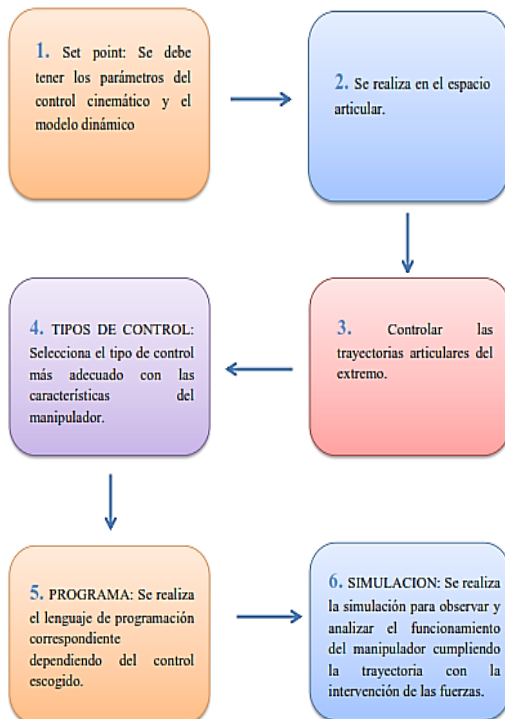 1. Set point: Se debe
tener los parámetros del
control cinemático y el
modelo dinámico
2. Se realiza en el espacio
articular.
3. Controlar las
trayectorias articulares del
extremo.
4. TIPOS DE CONTROL:
Selecciona el tipo de control
más adecuado con las
características del
manipulador.
5. PROGRAMA: Se realiza
el lenguaje de programación
correspondiente
dependiendo del control
escogido.
6. SIMULACION: Se realiza
la simulación para observar y
analizar el funcionamiento
del manipulador cumpliendo
la trayectoria con la
intervención de las fuerzas.